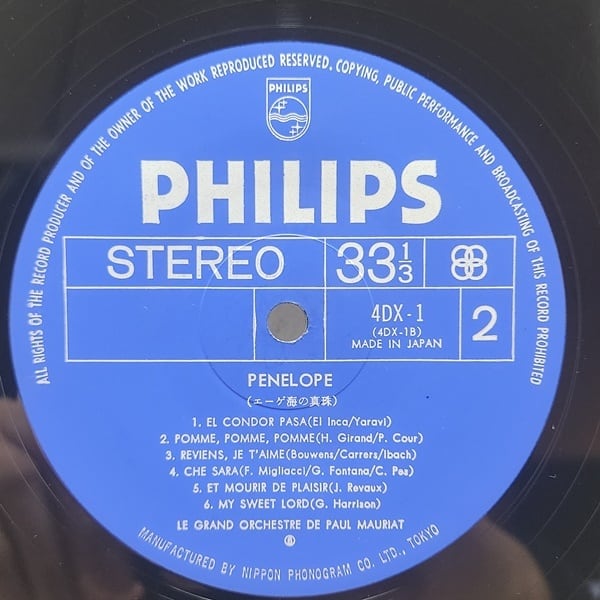 ALL RIGHTS OF THE RECORD PRODUCER AND OF THE OWNER OF THE WORK REPRODUCED RESERVED. COPYING, PUBLIC PERFORMANCE AND BROADCASTING OF THIS RECORD PROHIBITED
PHILIPS
PHILIPS
STEREO 33 1/3
4DX-1 2
(4DX-1B)
MADE IN JAPAN
PENELOPE
(エーゲ海の真珠)
1. EL CONDOR PASA(El Inca/Yaravi)
2. POMME, POMME, POMME(H. Girand/P. Cour)
3. REVIENS, JE T'AIME(Bouwens/Carrers/Ibach)
4. CHE SARA(F. Migliacci/G. Fontana/C. Pes)
5. ET MOURIR DE PLAISIR(J. Revaux)
6. MY SWEET LORD(G. Harrison)
LE GRAND ORCHESTRE DE PAUL MAURIAT
MANUFACTURED BY NIPPON PHONOGRAM CO. LTD., TOKYO